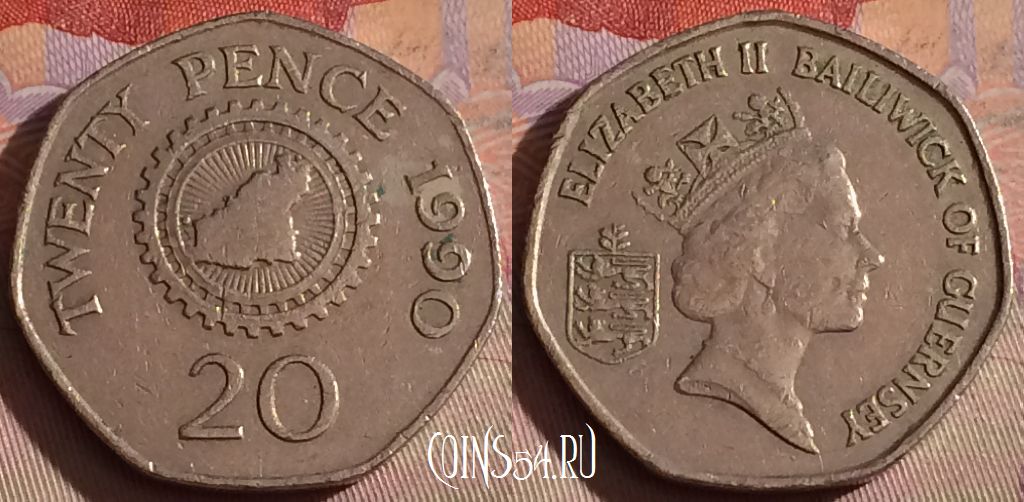 TWENTY PENCE 1990
20
ELIZABETH II BAILIWICK OF GUERNSEY
COINS54.RU